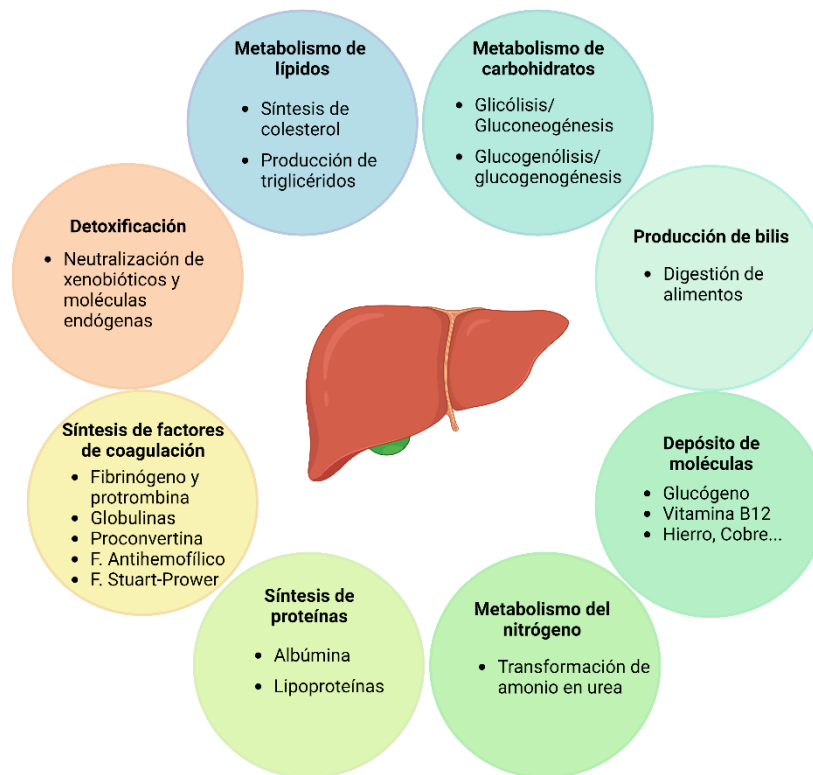 Metabolismo de
lípidos
• Síntesis de
colesterol
• Producción de
triglicéridos
Metabolismo de
carbohidratos
• Glicólisis/
Gluconeogénesis
• Glucogenólisis/
glucogenogénesis
Detoxificación
• Neutralización de
xenobióticos y
moléculas
endógenas
Producción de bilis
• Digestión de
alimentos
Síntesis de factores
de coagulación
• Fibrinógeno y
protrombina
• Globulinas
• Proconvertina
• F. Antihemofílico
• F. Stuart-Prower
Depósito de
moléculas
• Glucógeno
• Vitamina B12
• Hierro, Cobre...
Síntesis de
proteínas
• Albúmina
• Lipoproteínas
Metabolismo del
nitrógeno
• Transformación de
amonio en urea